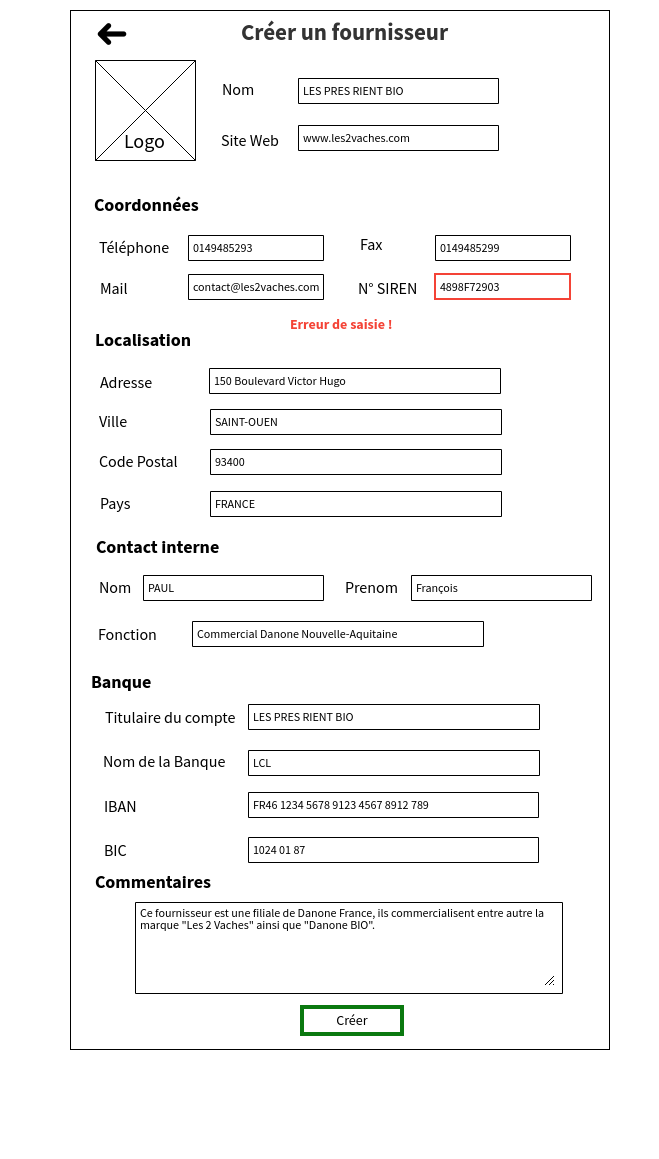 Créer un fournisseur
Logo
Nom LES PRES RIENT BIO
Site Web www.les2vaches.com
Coordonnées
Téléphone 0149485293 Fax 0149485299
Mail contact@les2vaches.com N° SIREN 4898F72903
Erreur de saisie !
Localisation
Adresse 150 Boulevard Victor Hugo
Ville SAINT-OUEN
Code Postal 93400
Pays FRANCE
Contact interne
Nom PAUL Prenom François
Fonction Commercial Danone Nouvelle-Aquitaine
Banque
Titulaire du compte LES PRES RIENT BIO
Nom de la Banque LCL
IBAN FR46 1234 5678 9123 4567 8912 789
BIC 1024 01 87
Commentaires
Ce fournisseur est une filiale de Danone France, ils commercialisent entre autre la
marque "Les 2 Vaches" ainsi que "Danone BIO".
Créer